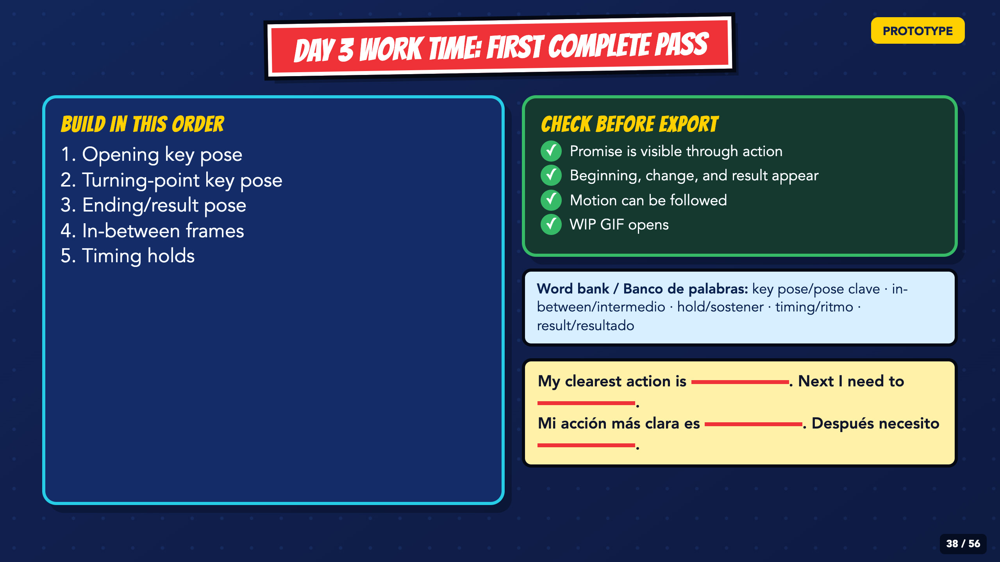 DAY 3 WORK TIME: FIRST COMPLETE PASS
PROTOTYPE
BUILD IN THIS ORDER
1. Opening key pose
2. Turning-point key pose
3. Ending/result pose
4. In-between frames
5. Timing holds
CHECK BEFORE EXPORT
✓ Promise is visible through action
✓ Beginning, change, and result appear
✓ Motion can be followed
✓ WIP GIF opens
Word bank / Banco de palabras: key pose/pose clave · in-
between/intermedio · hold/sostener · timing/ritmo ·
result/resultado
My clearest action is ________. Next I need to
________.
Mi acción más clara es ________. Después necesito
________.
38 / 56